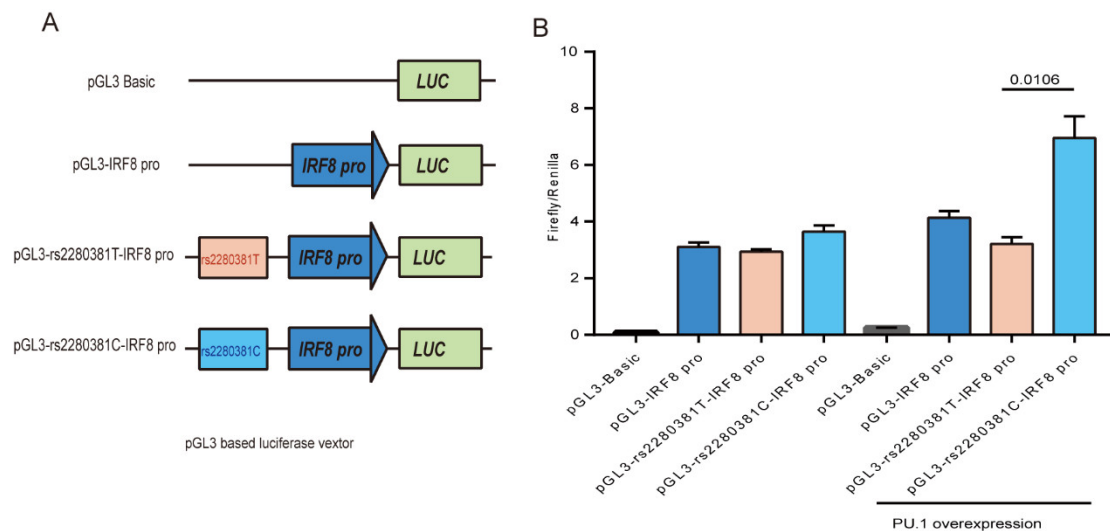 A
pGL3 Basic
LUC
pGL3-IRF8 pro
IRF8 pro
LUC
pGL3-rs2280381T-IRF8 pro
rs2280381T
IRF8 pro
LUC
pGL3-rs2280381C-IRF8 pro
rs2280381C
IRF8 pro
LUC
pGL3 based luciferase vextor
B
Firefly/Renilla
10
8
6
4
2
0
0.0106
pGL3-Basic
pGL3-IRF8 pro
pGL3-rs2280381T-IRF8 pro
pGL3-rs2280381C-IRF8 pro
pGL3-Basic
pGL3-IRF8 pro
pGL3-rs2280381T-IRF8 pro
pGL3-rs2280381C-IRF8 pro
PU.1 overexpression